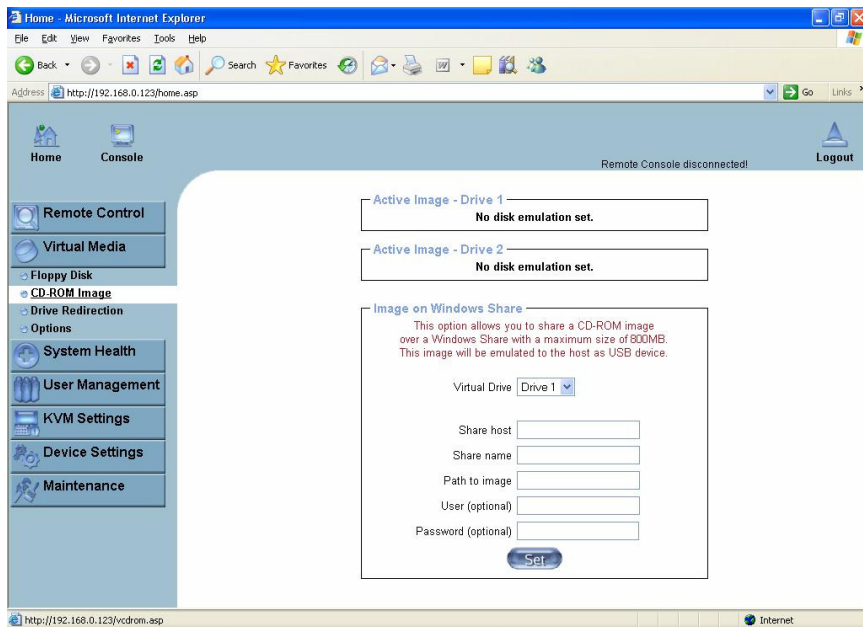 Home - Microsoft Internet Explorer
File Edit View Favorites Tools Help
Back Search Favorites
Address http://192.168.0.123/home.asp Go Links
Home Console Remote Console disconnected! Logout
Remote Control
Virtual Media
Floppy Disk
CD-ROM Image
Drive Redirection
Options
System Health
User Management
KVM Settings
Device Settings
Maintenance
Active Image - Drive 1
No disk emulation set.
Active Image - Drive 2
No disk emulation set.
Image on Windows Share
This option allows you to share a CD-ROM image
over a Windows Share with a maximum size of 800MB.
This image will be emulated to the host as USB device.
Virtual Drive Drive 1
Share host
Share name
Path to image
User (optional)
Password (optional)
Set
http://192.168.0.123/vcdrom.asp Internet